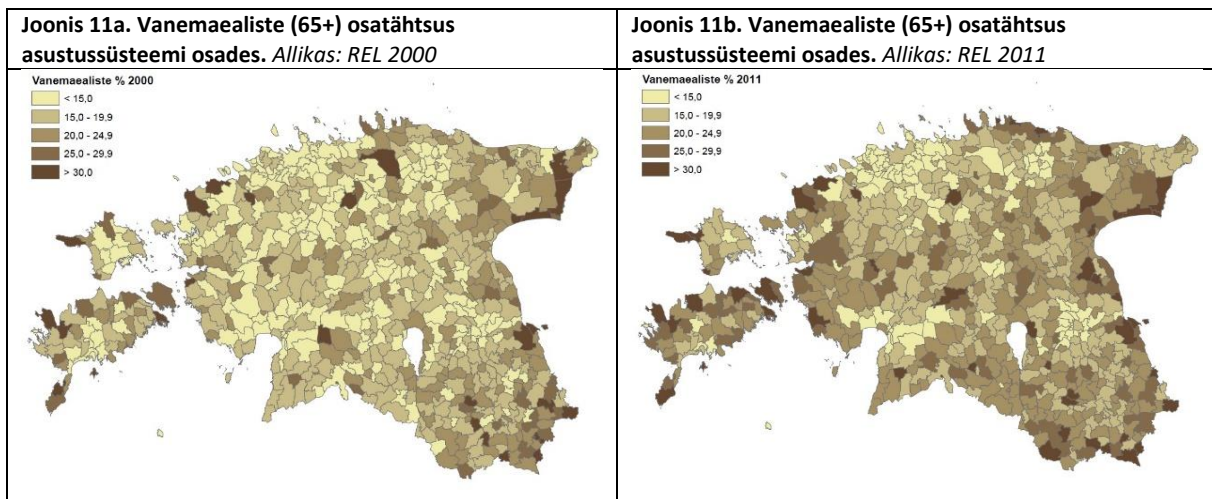 Joonis 11a. Vanemaealiste (65+) osatähtsus
asustussüsteemi osades. Allikas: REL 2000
Vanemaealiste % 2000
< 15,0
15,0 - 19,9
20,0 - 24,9
25,0 - 29,9
> 30,0
Joonis 11b. Vanemaealiste (65+) osatähtsus
asustussüsteemi osades. Allikas: REL 2011
Vanemaealiste % 2011
< 15,0
15,0 - 19,9
20,0 - 24,9
25,0 - 29,9
> 30,0